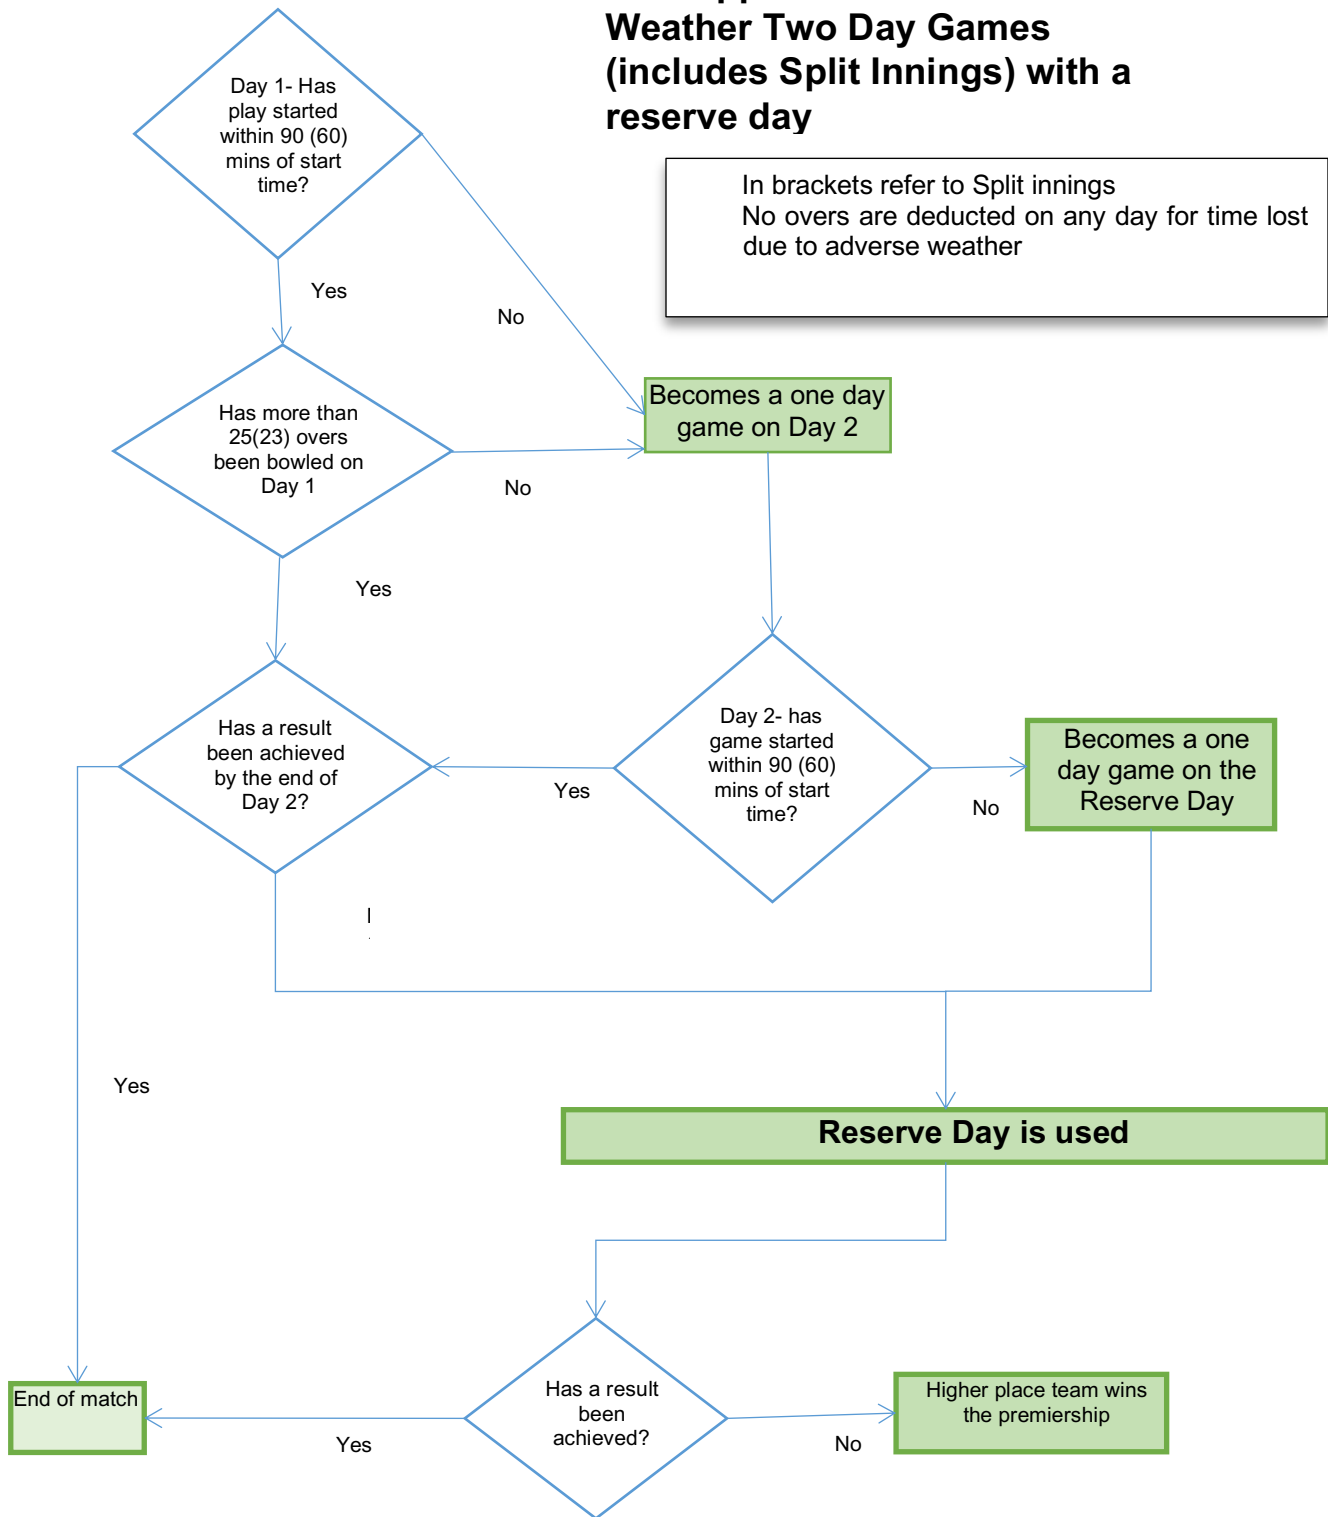 Weather Two Day Games
(includes Split Innings) with a
reserve day
In brackets refer to Split innings
No overs are deducted on any day for time lost
due to adverse weather
Day 1- Has
play started
within 90 (60)
mins of start
time?
Yes
No
Has more than
25(23) overs
been bowled on
Day 1
No
Yes
Becomes a one day
game on Day 2
Has a result
been achieved
by the end of
Day 2?
Day 2- has
game started
within 90 (60)
mins of start
time?
Yes
No
Becomes a one
day game on the
Reserve Day
Yes
Reserve Day is used
Has a result
been
achieved?
Yes
No
End of match
Higher place team wins
the premiership